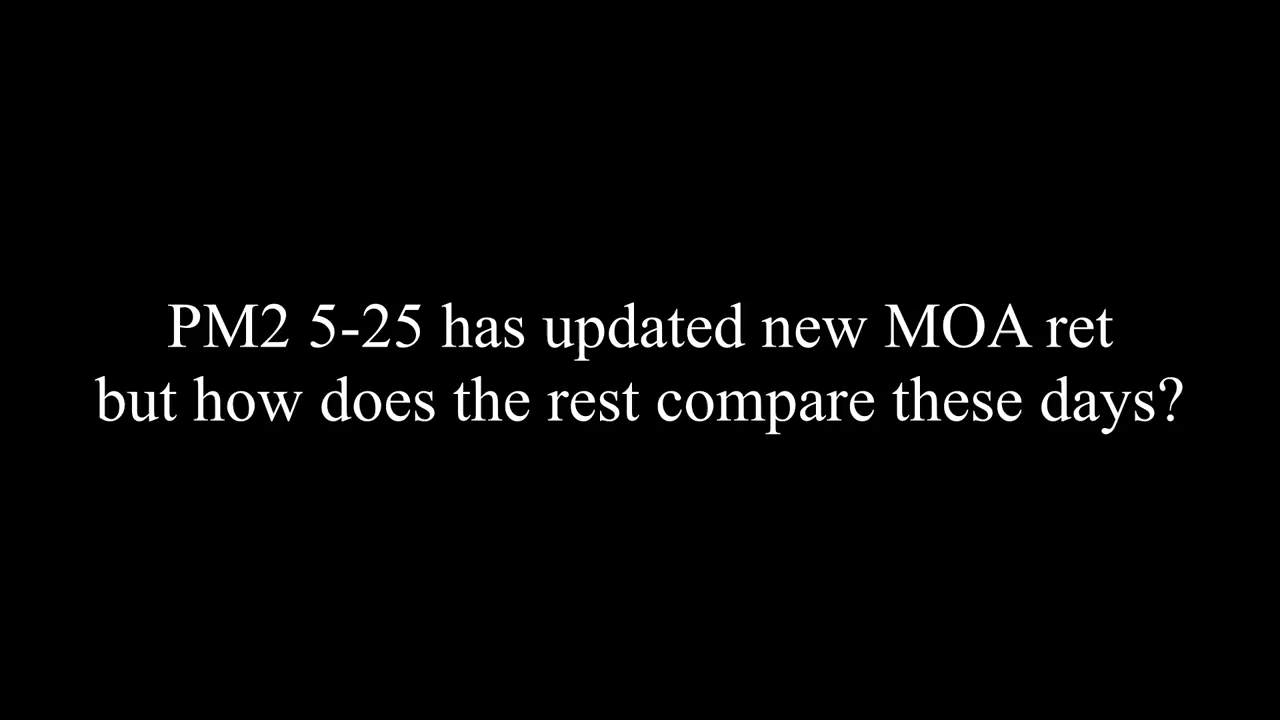 PM2 5-25 has updated new MOA ret
but how does the rest compare these days?